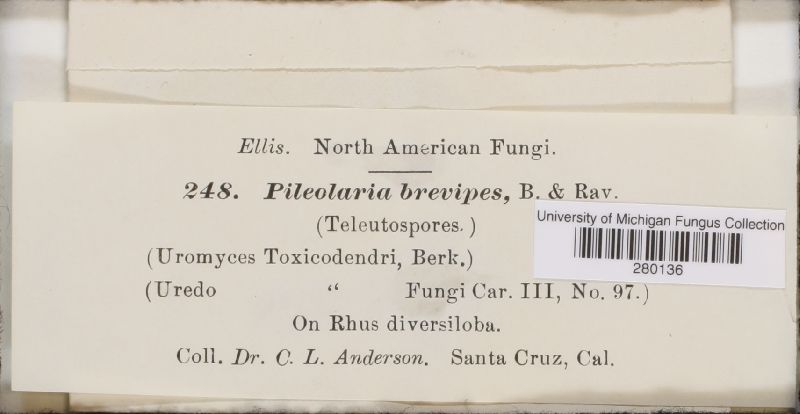 Ellis. North American Fungi.
248. Pileolaria brevipes, B. & Rav.
(Teleutospores.)
(Uromyces Toxicodendri, Berk.)
(Uredo “ Fungi Car. III, No. 97.)
On Rhus diversiloba.
Coll. Dr. C. L. Anderson. Santa Cruz, Cal.
University of Michigan Fungus Collection
280136